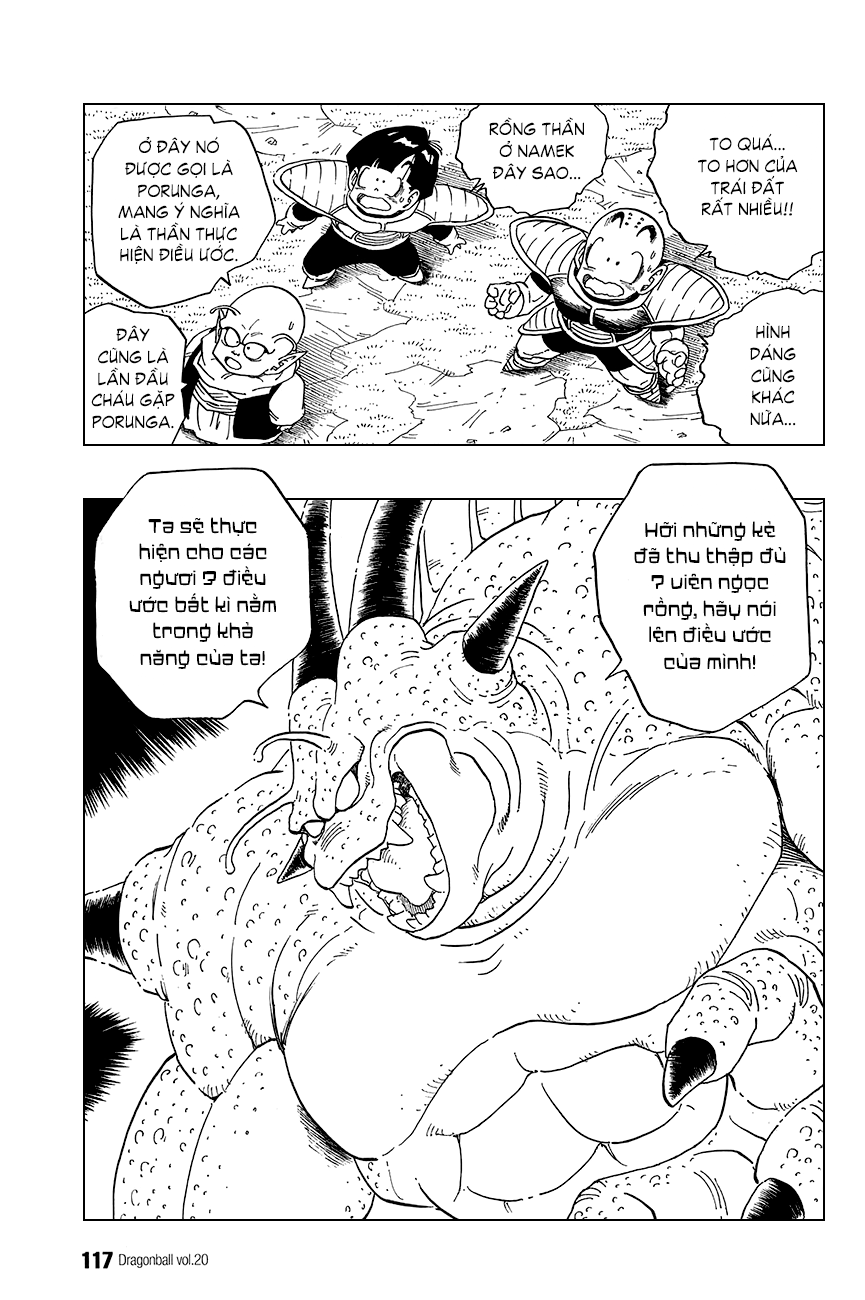 TO QUÁ...
TO HƠN CỦA
TRÁI ĐẤT
RẤT NHIỀU!!
HÌNH
DÁNG
CŨNG
KHÁC
NỮA...
RỒNG THẦN
Ở NAMEK
ĐÂY SAO...
Ở ĐÂY NÓ
ĐƯỢC GỌI LÀ
PORUNGA,
MANG Ý NGHĨA
LÀ THẦN THỰC
HIỆN ĐIỀU ƯỚC.
ĐÂY
CŨNG LÀ
LẦN ĐẦU
CHÁU GẶP
PORUNGA.
Hỡi những kẻ
đã thu thập đủ
7 viên ngọc
rồng, hãy nói
lên điều ước
của mình!
Ta sẽ thực
hiện cho các
ngươi 3 điều
ước bất kì nằm
trong khả
năng của ta!
117 Dragonball vol.20